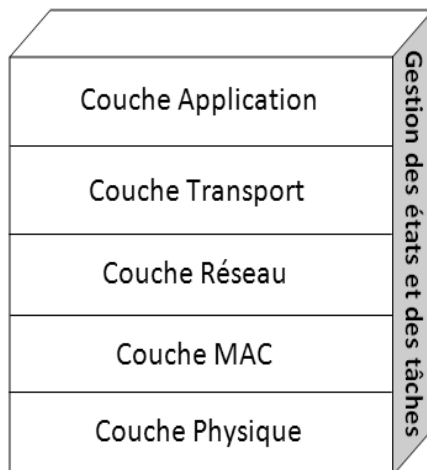 Couche Application
Couche Transport
Couche Réseau
Couche MAC
Couche Physique
Gestion des états et des tâches